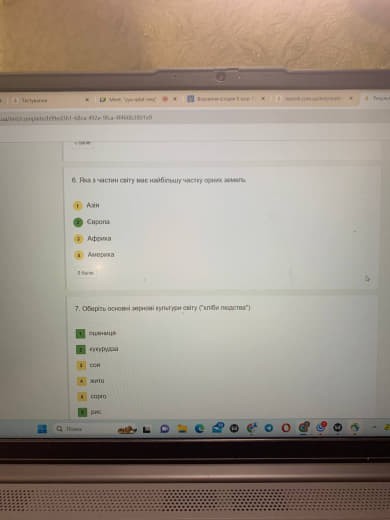 Тестування
6. Яка з частин світу має найбільшу частку орних земель
1 Азія
2 Європа
3 Африка
4 Америка
0 балів
7. Оберіть основні зернові культури світу ("хліби людства")
1 пшениця
2 кукурудза
3 соя
4 жито
5 сорго
6 рис
Пошук